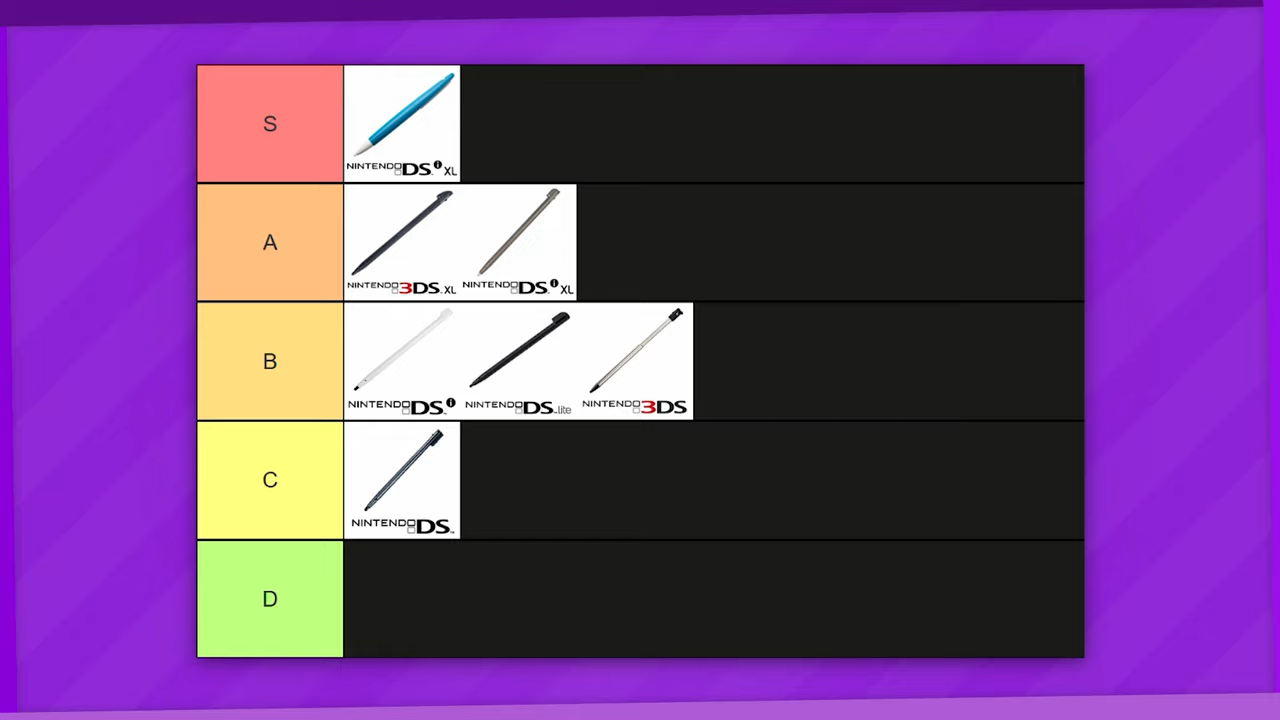 S
NINTENDO DSi XL
A
NINTENDO 3DS XL NINTENDO DSi XL
B
NINTENDO DSi NINTENDO DS lite NINTENDO 3DS
C
NINTENDO DS
D